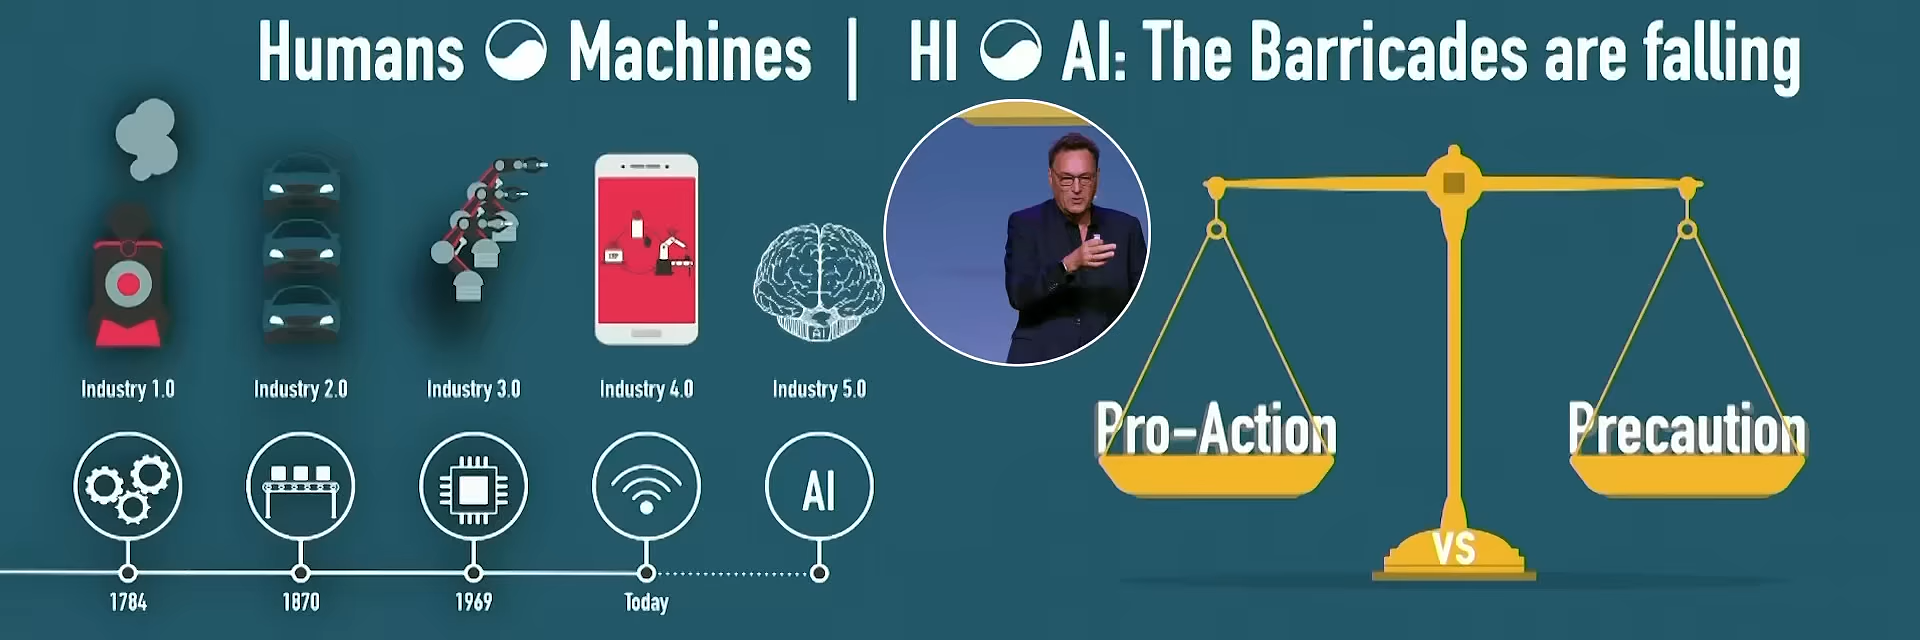 Humans Machines | HI AI: The Barricades are falling
Industry 1.0
Industry 2.0
Industry 3.0
Industry 4.0
Industry 5.0
AI
AI
1784
1870
1969
Today
Pro-Action
Precaution
VS